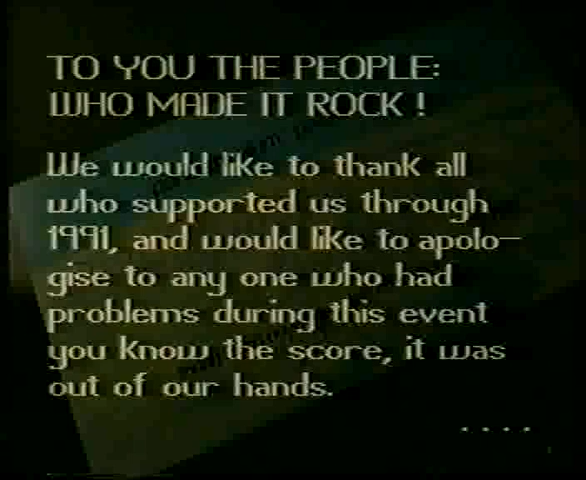 TO YOU THE PEOPLE:
WHO MADE IT ROCK !
We would like to thank all
who supported us through
1991, and would like to apolo-
gise to any one who had
problems during this event
you know the score, it was
out of our hands.
....